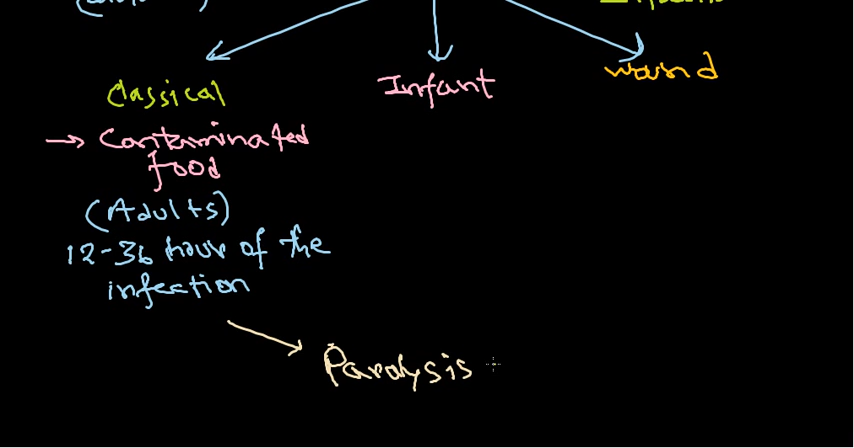 Classical
Infant
wound
→ Contaminated
food
(Adults)
12-36 hour of the
infection
Paralysis